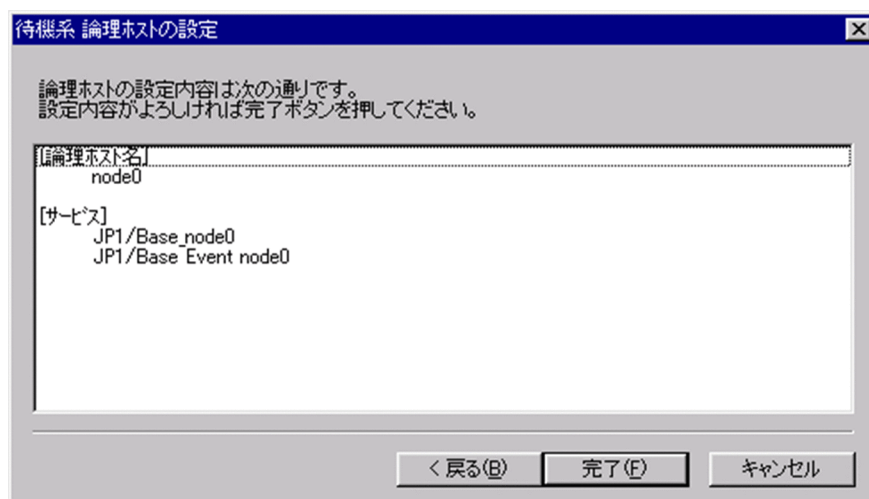 待機系 論理ホストの設定
論理ホストの設定内容は次の通りです。
設定内容がよろしければ完了ボタンを押してください。
[論理ホスト名]
node0
[サービス]
JP1/Base_node0
JP1/Base Event node0
< 戻る(B)
完了(F)
キャンセル